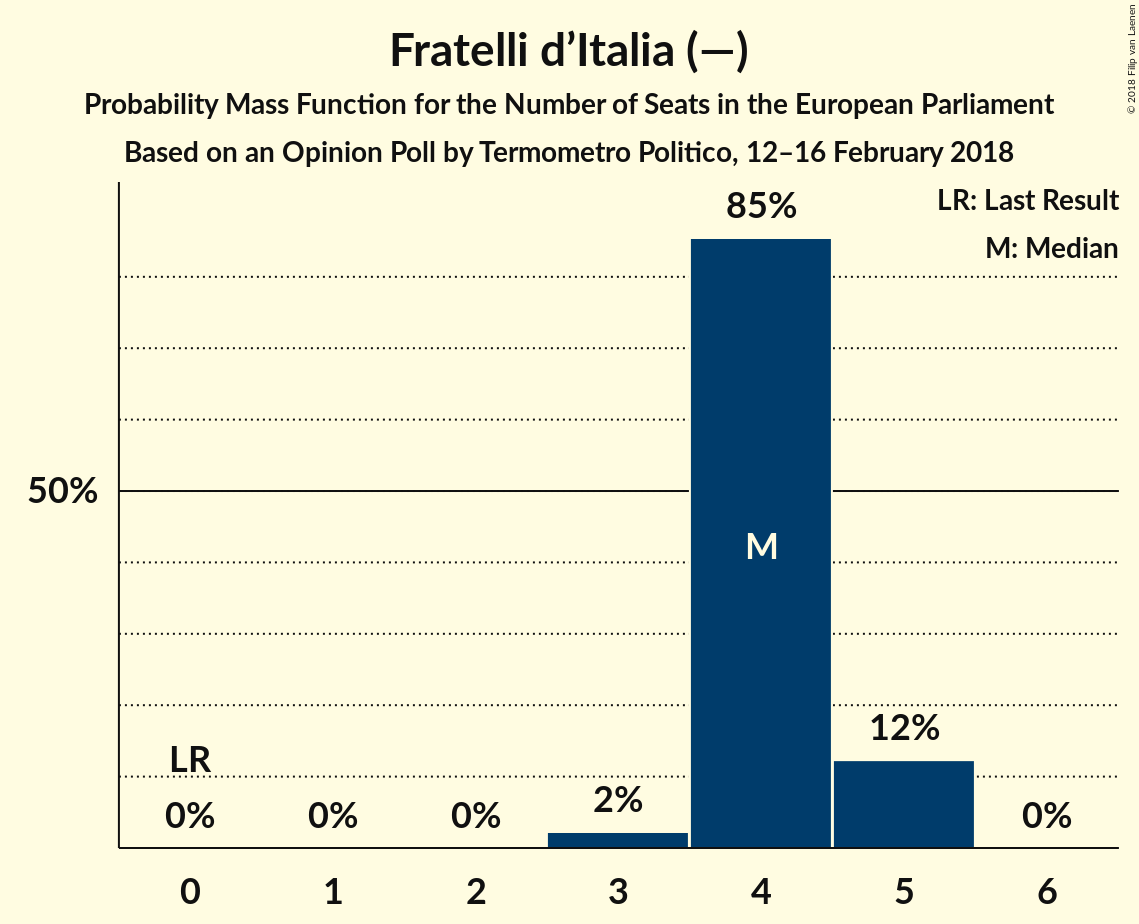 Fratelli d’Italia (—)
Probability Mass Function for the Number of Seats in the European Parliament
Based on an Opinion Poll by Termometro Politico, 12–16 February 2018
© 2018 Filip van Laenen
LR: Last Result
M: Median
85%
50%
M
12%
LR
2%
0% 0% 0% 0%
0 1 2 3 4 5 6